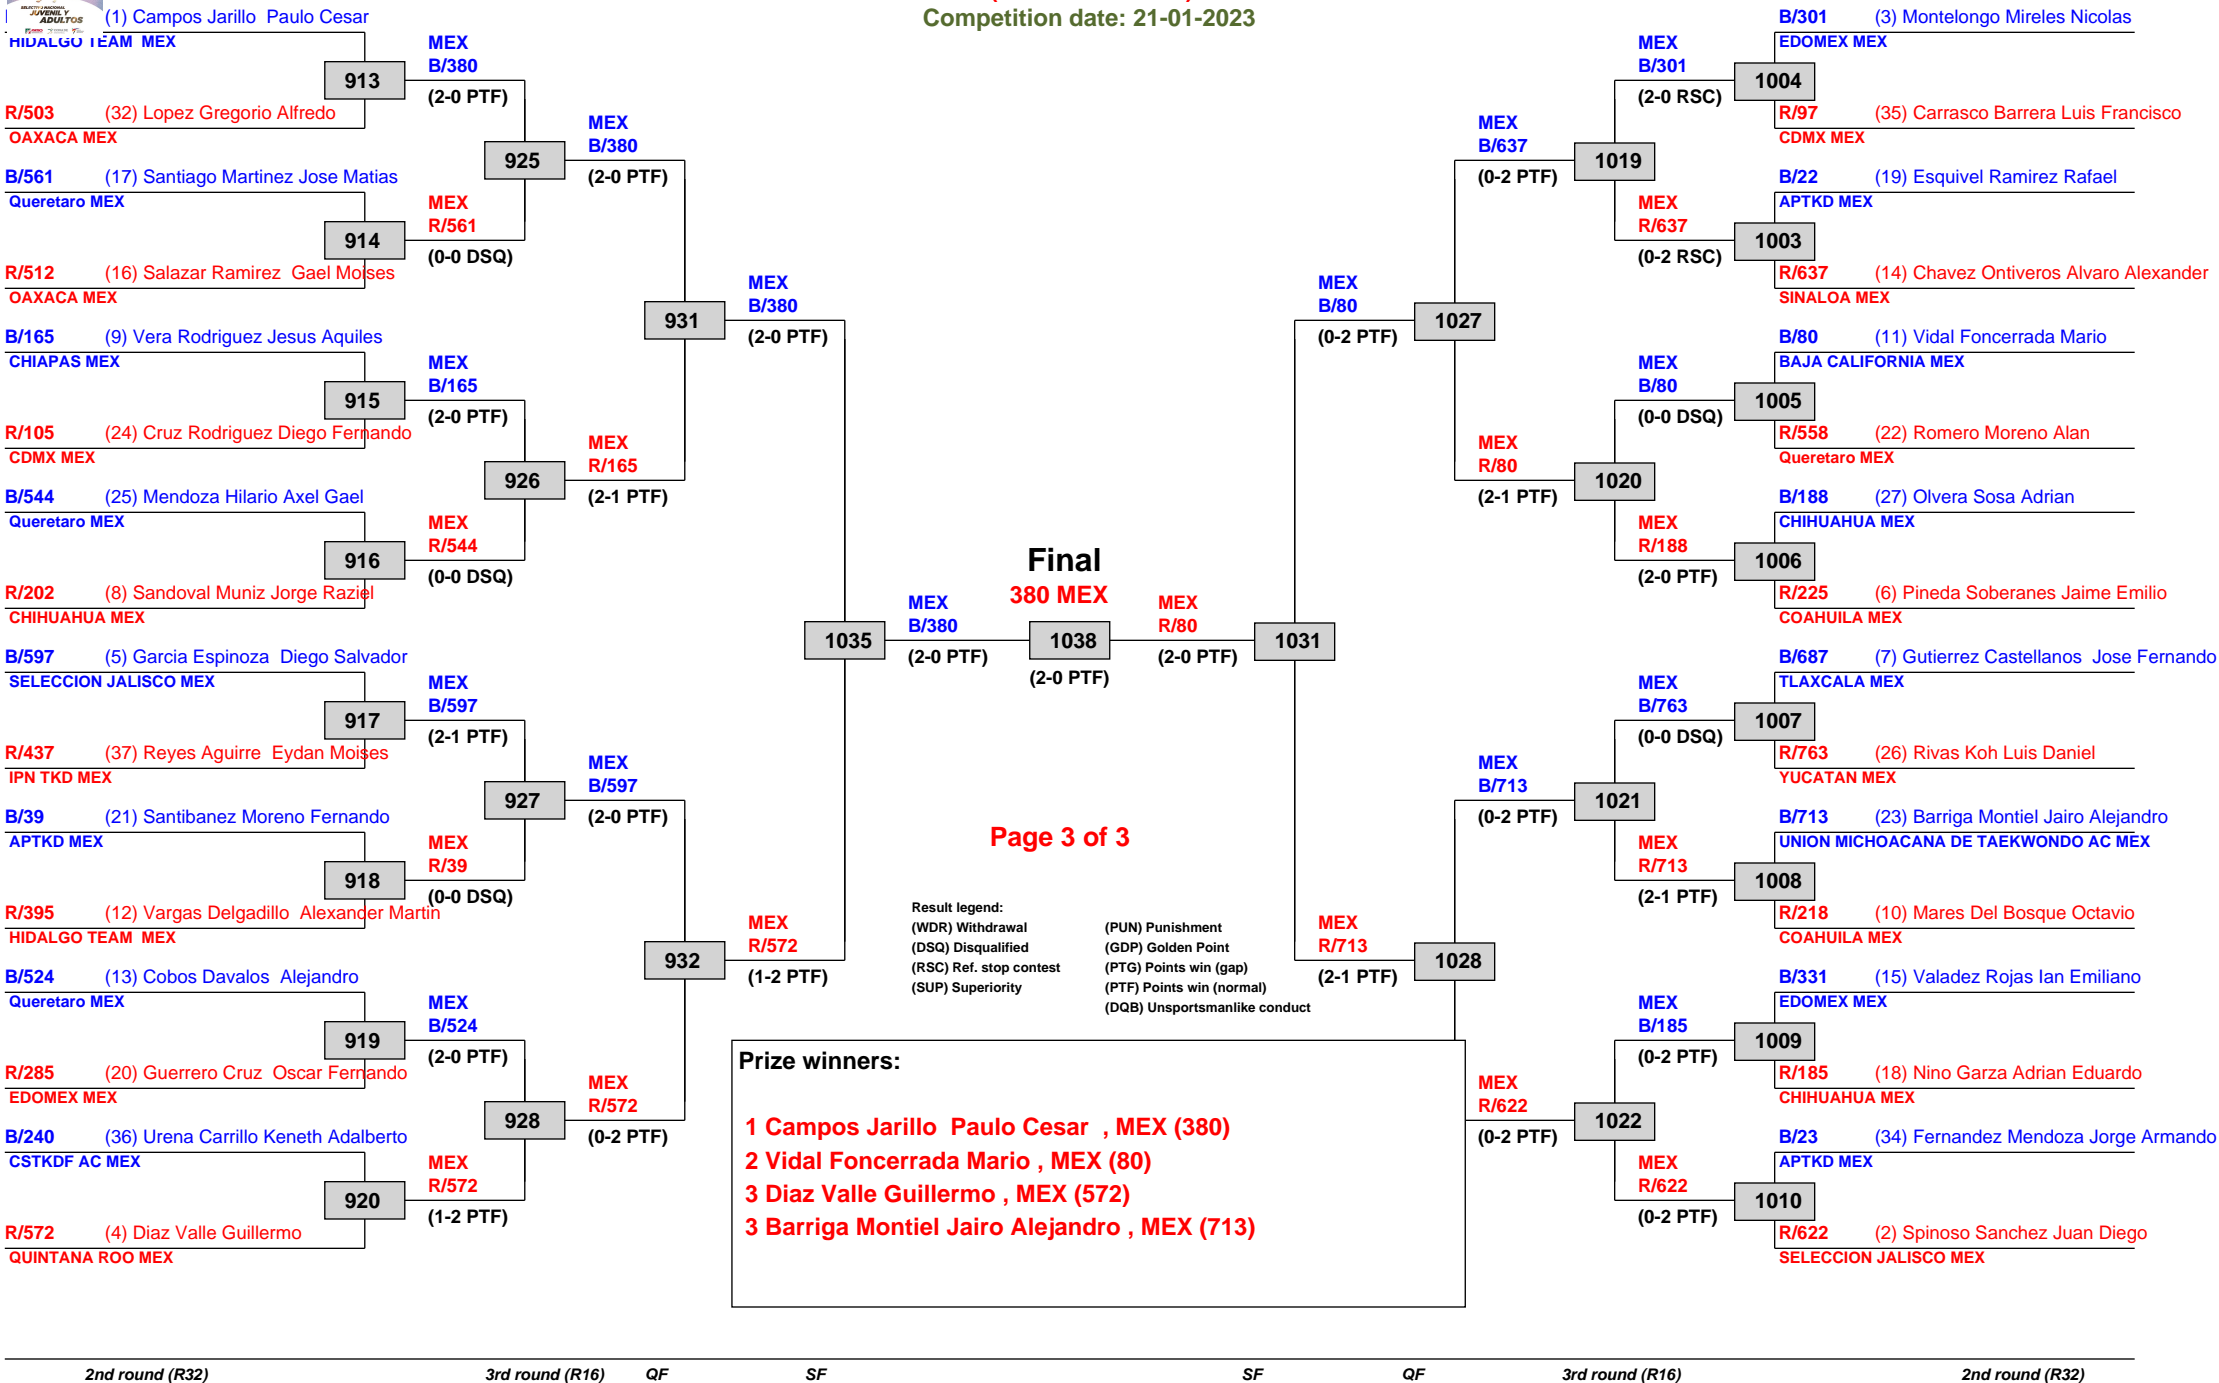 SELECTIVO NACIONAL
JUVENIL Y
ADULTOS
Competition date: 21-01-2023
(1) Campos Jarillo Paulo Cesar
HIDALGO TEAM MEX
913
R/503 (32) Lopez Gregorio Alfredo
OAXACA MEX
B/561 (17) Santiago Martinez Jose Matias
Queretaro MEX
914
R/512 (16) Salazar Ramirez Gael Moises
OAXACA MEX
B/165 (9) Vera Rodriguez Jesus Aquiles
CHIAPAS MEX
915
R/105 (24) Cruz Rodriguez Diego Fernando
CDMX MEX
B/544 (25) Mendoza Hilario Axel Gael
Queretaro MEX
916
R/202 (8) Sandoval Muniz Jorge Raziel
CHIHUAHUA MEX
B/597 (5) Garcia Espinoza Diego Salvador
SELECCION JALISCO MEX
917
R/437 (37) Reyes Aguirre Eydan Moises
IPN TKD MEX
B/39 (21) Santibanez Moreno Fernando
APTKD MEX
918
R/395 (12) Vargas Delgadillo Alexander Martin
HIDALGO TEAM MEX
B/524 (13) Cobos Davalos Alejandro
Queretaro MEX
919
R/285 (20) Guerrero Cruz Oscar Fernando
EDOMEX MEX
B/240 (36) Urena Carrillo Keneth Adalberto
CSTKDF AC MEX
920
R/572 (4) Diaz Valle Guillermo
QUINTANA ROO MEX
MEX
B/380
(2-0 PTF)
925
MEX
R/561
(0-0 DSQ)
MEX
B/165
(2-0 PTF)
926
MEX
R/544
(0-0 DSQ)
MEX
B/597
(2-1 PTF)
927
MEX
R/39
(0-0 DSQ)
MEX
B/524
(2-0 PTF)
928
MEX
R/572
(1-2 PTF)
MEX
B/380
(2-0 PTF)
931
MEX
R/165
(2-1 PTF)
MEX
B/597
(2-0 PTF)
932
MEX
R/572
(0-2 PTF)
MEX
B/380
(2-0 PTF)
1035
MEX
R/572
(1-2 PTF)
MEX
B/380
(2-0 PTF)
Final
380 MEX
1038
(2-0 PTF)
MEX
R/80
(2-0 PTF)
1031
MEX
B/80
(0-2 PTF)
MEX
R/713
(2-1 PTF)
MEX
B/637
(0-2 PTF)
1027
MEX
R/80
(2-1 PTF)
MEX
B/713
(0-2 PTF)
1028
MEX
R/622
(0-2 PTF)
MEX
B/301
(2-0 RSC)
1019
MEX
R/637
(0-2 RSC)
MEX
B/80
(0-0 DSQ)
1020
MEX
R/188
(2-0 PTF)
MEX
B/763
(0-0 DSQ)
1021
MEX
R/713
(2-1 PTF)
MEX
B/185
(0-2 PTF)
1022
MEX
R/622
(0-2 PTF)
B/301 (3) Montelongo Mireles Nicolas
EDOMEX MEX
1004
R/97 (35) Carrasco Barrera Luis Francisco
CDMX MEX
B/22 (19) Esquivel Ramirez Rafael
APTKD MEX
1003
R/637 (14) Chavez Ontiveros Alvaro Alexander
SINALOA MEX
B/80 (11) Vidal Foncerrada Mario
BAJA CALIFORNIA MEX
1005
R/558 (22) Romero Moreno Alan
Queretaro MEX
B/188 (27) Olvera Sosa Adrian
CHIHUAHUA MEX
1006
R/225 (6) Pineda Soberanes Jaime Emilio
COAHUILA MEX
B/687 (7) Gutierrez Castellanos Jose Fernando
TLAXCALA MEX
1007
R/763 (26) Rivas Koh Luis Daniel
YUCATAN MEX
B/713 (23) Barriga Montiel Jairo Alejandro
UNION MICHOACANA DE TAEKWONDO AC MEX
1008
R/218 (10) Mares Del Bosque Octavio
COAHUILA MEX
B/331 (15) Valadez Rojas Ian Emiliano
EDOMEX MEX
1009
R/185 (18) Nino Garza Adrian Eduardo
CHIHUAHUA MEX
B/23 (34) Fernandez Mendoza Jorge Armando
APTKD MEX
1010
R/622 (2) Spinoso Sanchez Juan Diego
SELECCION JALISCO MEX
Page 3 of 3
Result legend:
(WDR) Withdrawal (PUN) Punishment
(DSQ) Disqualified (GDP) Golden Point
(RSC) Ref. stop contest (PTG) Points win (gap)
(SUP) Superiority (PTF) Points win (normal)
(DQB) Unsportsmanlike conduct
Prize winners:
1 Campos Jarillo Paulo Cesar , MEX (380)
2 Vidal Foncerrada Mario , MEX (80)
3 Diaz Valle Guillermo , MEX (572)
3 Barriga Montiel Jairo Alejandro , MEX (713)
2nd round (R32) 3rd round (R16) QF SF SF QF 3rd round (R16) 2nd round (R32)